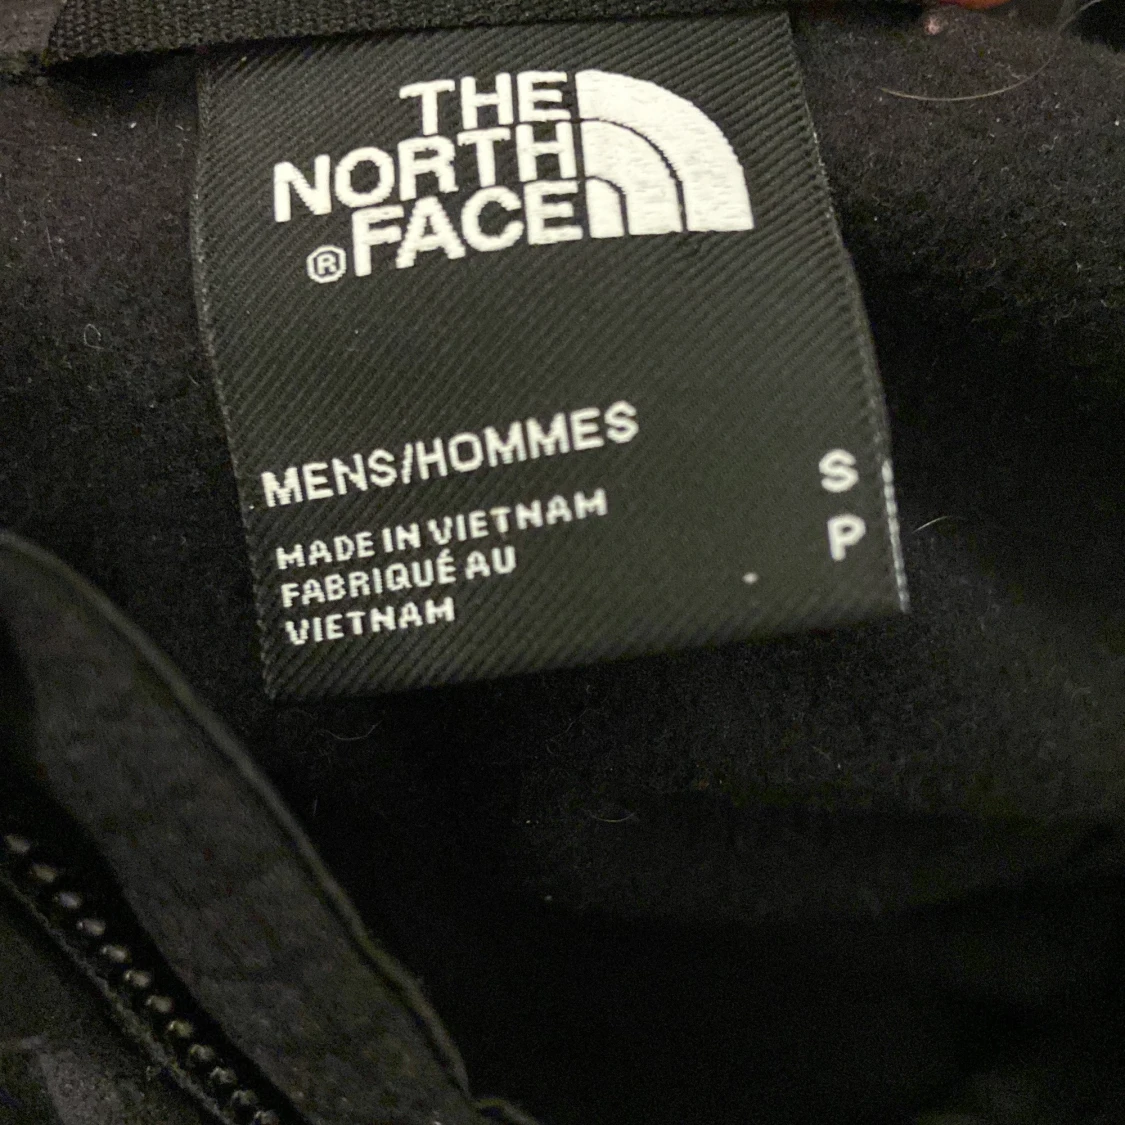 THE
NORTH
®FACE
MENS/HOMMES
S
MADE IN VIETNAM
P
FABRIQUÉ AU
VIETNAM